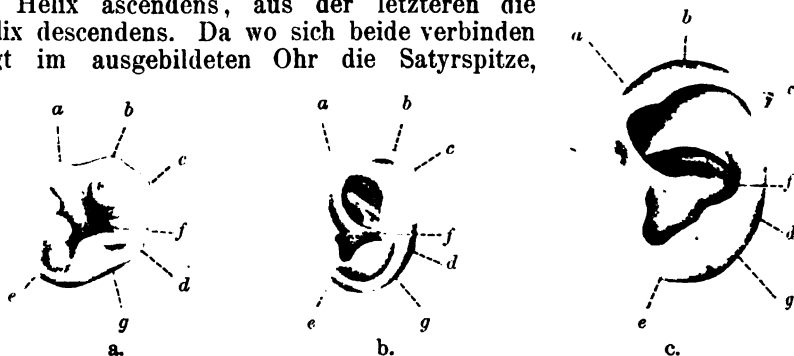 Helix ascendens, aus der letzteren die
lix descendens. Da wo sich beide verbinden
gt im ausgebildeten Ohr die Satyrspitze,
a b c f d e g
a.
a b c f d e g
b.
a b c f d e g
c.